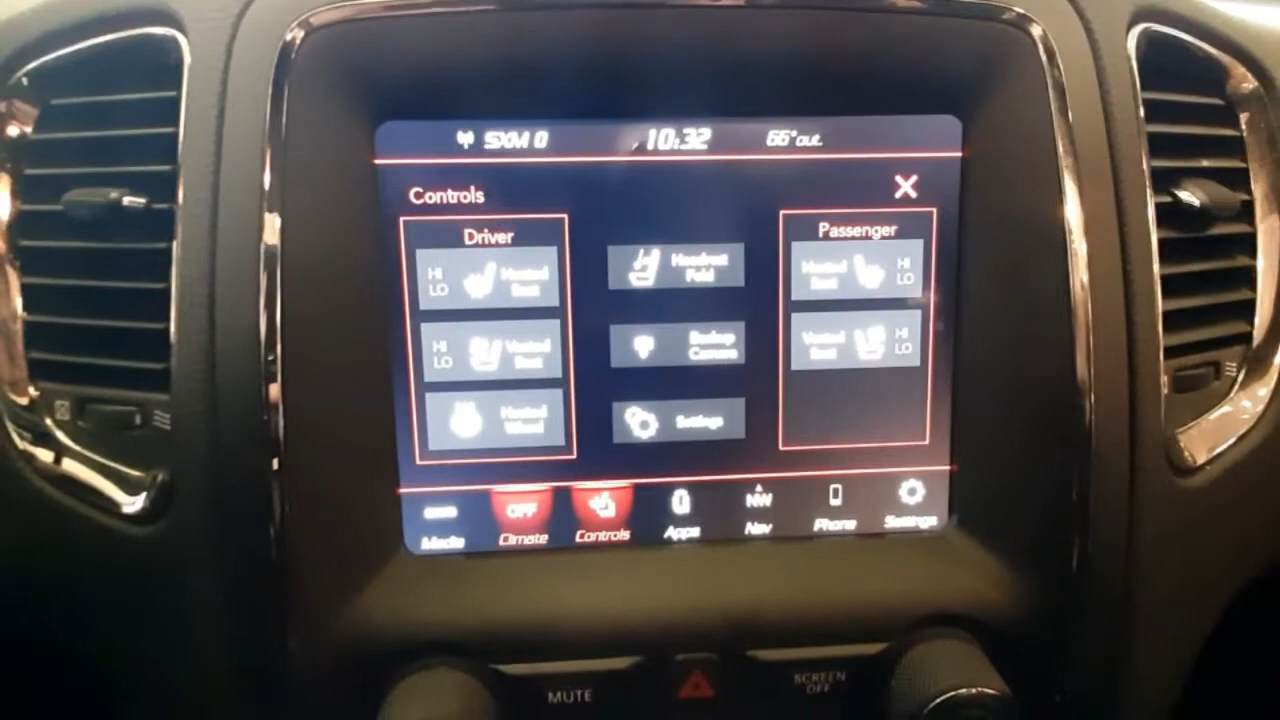 SXM 0 10:32 66° out.
Controls
Driver
HI
LO
Heated
Seat
HI
LO
Vented
Seat
Heated
Wheel
Headrest
Fold
Backup
Camera
Settings
Passenger
Heated
Seat
HI
LO
Vented
Seat
HI
LO
Media
OFF
Climate
Controls
Apps
NW
Nav
Phone
Settings
MUTE
SCREEN
OFF